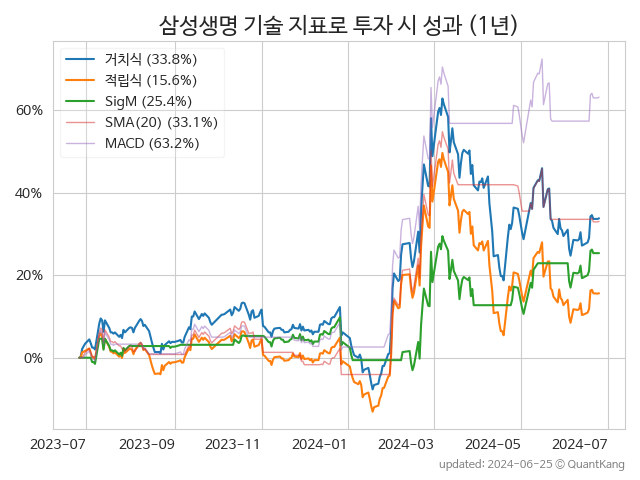 삼성생명 기술 지표로 투자 시 성과 (1년)
거치식 (33.8%)
적립식 (15.6%)
SigM (25.4%)
SMA(20) (33.1%)
MACD (63.2%)
60%
40%
20%
0%
2023-07 2023-09 2023-11 2024-01 2024-03 2024-05 2024-07
updated: 2024-06-25 © QuantKang